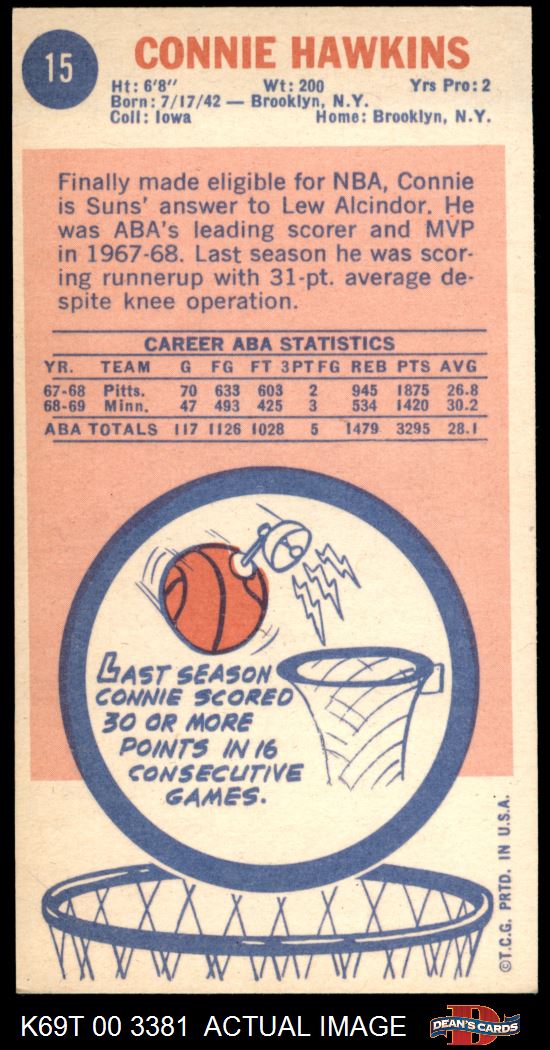 15
CONNIE HAWKINS
Ht: 6'8" Wt: 200 Yrs Pro: 2
Born: 7/17/42 — Brooklyn, N.Y.
Coll: Iowa Home: Brooklyn, N.Y.
Finally made eligible for NBA, Connie
is Suns' answer to Lew Alcindor. He
was ABA's leading scorer and MVP
in 1967-68. Last season he was scor-
ing runnerup with 31-pt. average de-
spite knee operation.
CAREER ABA STATISTICS
YR. TEAM G FG FT 3PTFG REB PTS AVG
67-68 Pitts. 70 633 603 2 945 1875 26.8
68-69 Minn. 47 493 425 3 534 1420 30.2
ABA TOTALS 117 1126 1028 5 1479 3295 28.1
LAST SEASON
CONNIE SCORED
30 OR MORE
POINTS IN 16
CONSECUTIVE
GAMES.
©T.C.G. PRTD. IN U.S.A.
K69T 00 3381 ACTUAL IMAGE
D
DEAN'S CARDS